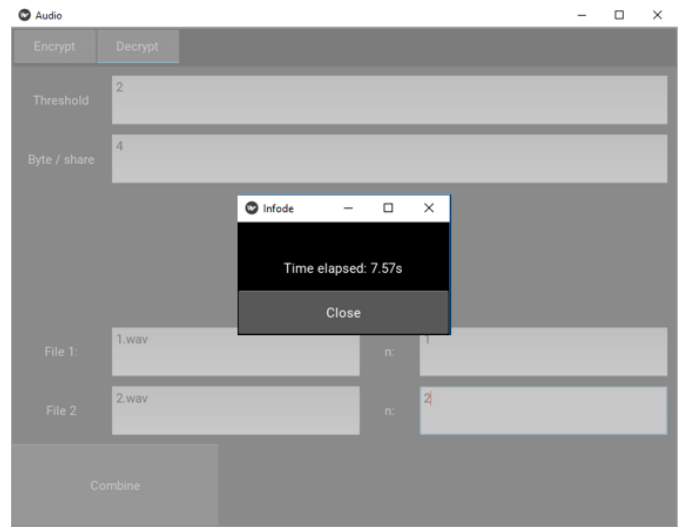 Audio
Encrypt Decrypt
Threshold 2
Byte / share 4
Infode
Time elapsed: 7.57s
Close
File 1: 1.wav n: 1
File 2 2.wav n: 2
Combine